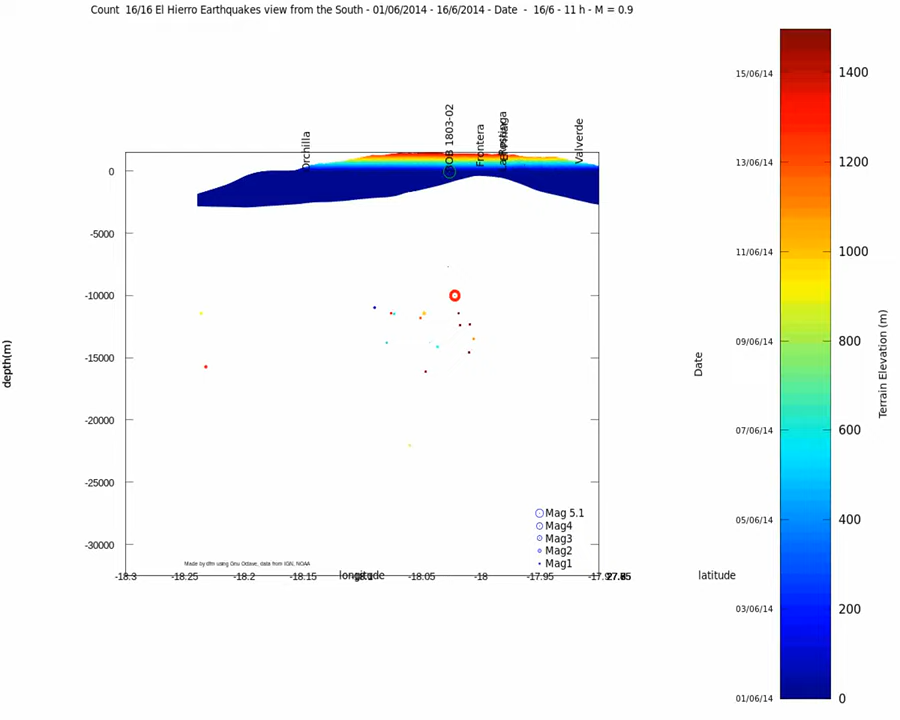 Count 16/16 El Hierro Earthquakes view from the South - 01/06/2014 - 16/6/2014 - Date - 16/6 - 11 h - M = 0.9
Orchilla
OB 1803-02
Frontera
Valverde
0
-5000
-10000
-15000
-20000
-25000
-30000
depth(m)
Mag 5.1
Mag4
Mag3
Mag2
Mag1
Made by dfm using Gnu Octave, data from IGN, NOAA
-18.3
-18.25
-18.2
-18.15
longitude
-18.05
-18
-17.95
latitude
Date
15/06/14
13/06/14
11/06/14
09/06/14
07/06/14
05/06/14
03/06/14
01/06/14
1400
1200
1000
800
600
400
200
0
Terrain Elevation (m)